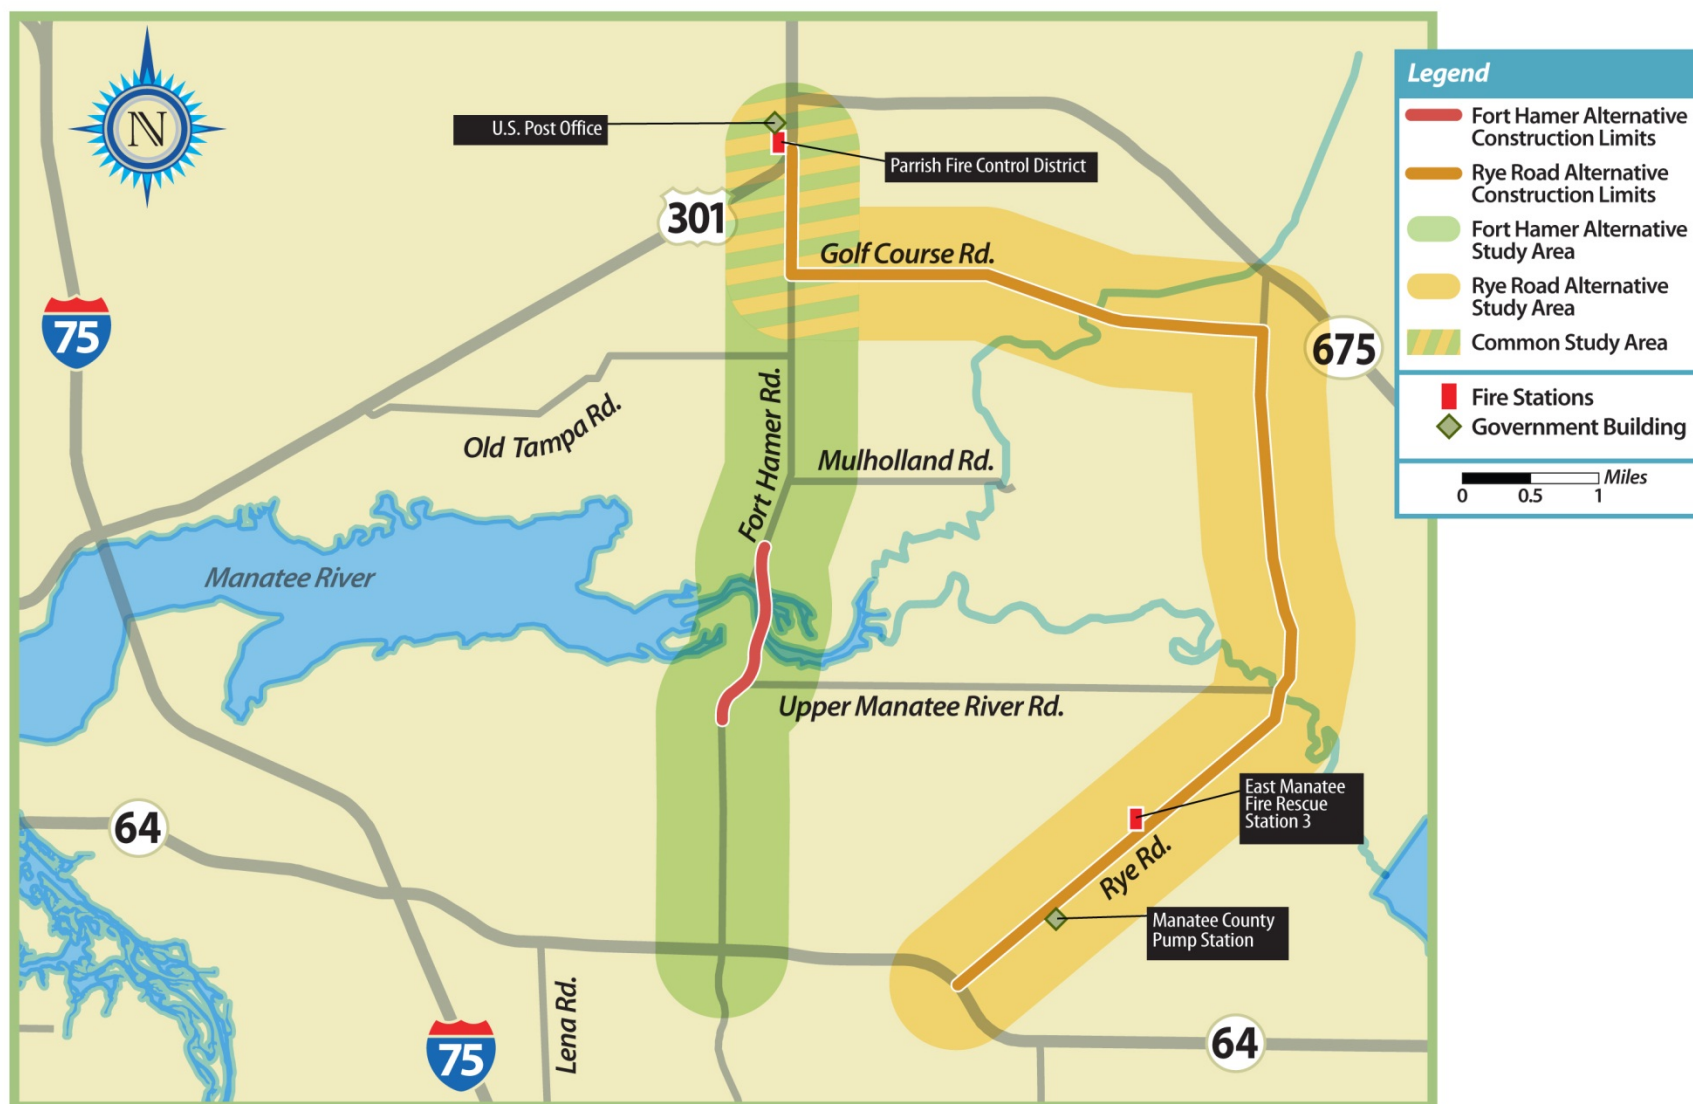 N
U.S. Post Office
Parrish Fire Control District
301
Golf Course Rd.
75
675
Old Tampa Rd.
Fort Hamer Rd.
Mulholland Rd.
Manatee River
Upper Manatee River Rd.
East Manatee
Fire Rescue
Station 3
64
Rye Rd.
Manatee County
Pump Station
Lena Rd.
75
64
Legend
Fort Hamer Alternative
Construction Limits
Rye Road Alternative
Construction Limits
Fort Hamer Alternative
Study Area
Rye Road Alternative
Study Area
Common Study Area
Fire Stations
Government Building
Miles
0 0.5 1